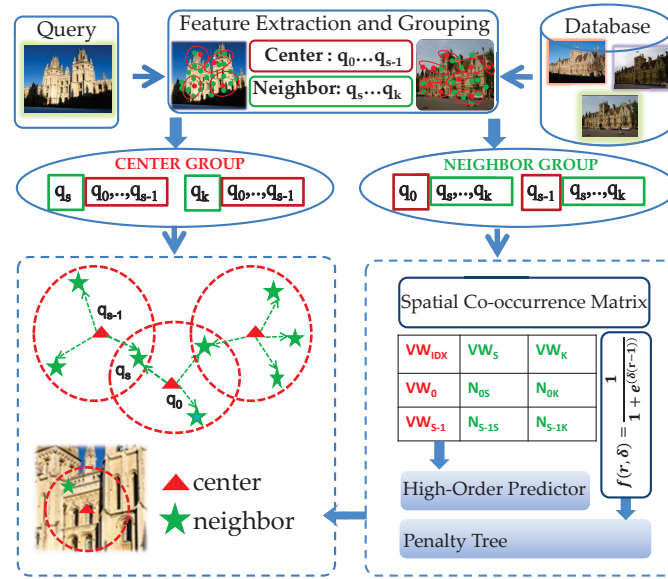 Query
Feature Extraction and Grouping
Database
Center : q0...qs-1
Neighbor: qs...qk
CENTER GROUP
NEIGHBOR GROUP
qs q0,..,qs-1 qk q0,..,qs-1
q0 qs,..,qk qs-1 qs,..,qk
qs-1
qs
q0
center
neighbor
Spatial Co-occurrence Matrix
VWIDX VWS VWK
VW0 N0S N0K
VWS-1 NS-1S NS-1K
f(r, δ) = 1 / 1 + e^(δ(r−1))
High-Order Predictor
Penalty Tree